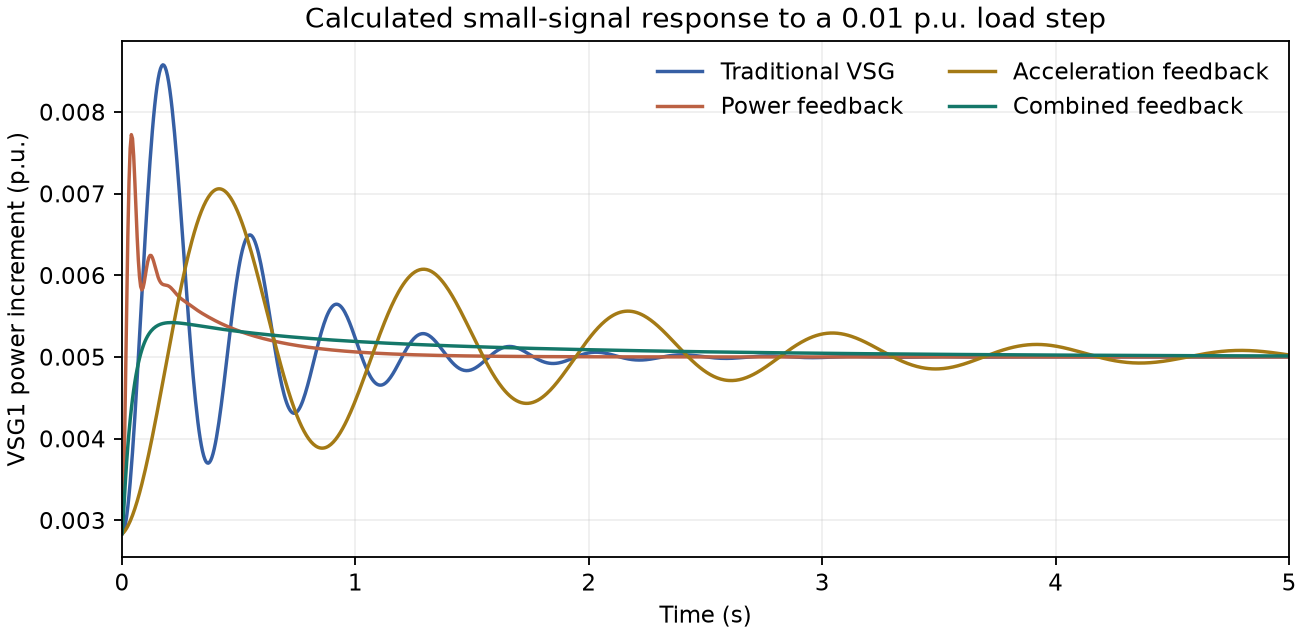 Calculated small-signal response to a 0.01 p.u. load step
Traditional VSG
Power feedback
Acceleration feedback
Combined feedback
VSG1 power increment (p.u.)
0.008
0.007
0.006
0.005
0.004
0.003
0
1
2
3
4
5
Time (s)